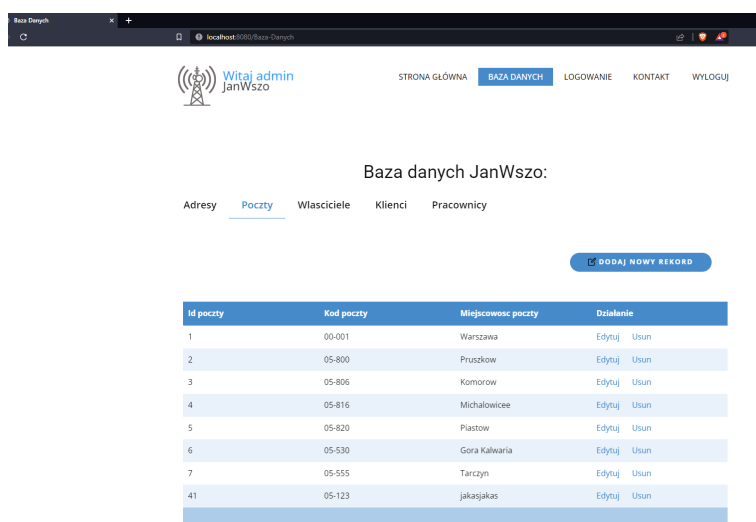 Baza Danych × +
localhost:8080/Baza-Danych
Witaj admin
JanWszo
STRONA GŁÓWNA BAZA DANYCH LOGOWANIE KONTAKT WYLOGUJ
Baza danych JanWszo:
Adresy Poczty Wlasciciele Klienci Pracownicy
DODAJ NOWY REKORD
Id poczty Kod poczty Miejscowosc poczty Działanie
1 00-001 Warszawa Edytuj Usun
2 05-800 Pruszkow Edytuj Usun
3 05-806 Komorow Edytuj Usun
4 05-816 Michalowicee Edytuj Usun
5 05-820 Piastow Edytuj Usun
6 05-530 Gora Kalwaria Edytuj Usun
7 05-555 Tarczyn Edytuj Usun
41 05-123 jakasjakas Edytuj Usun